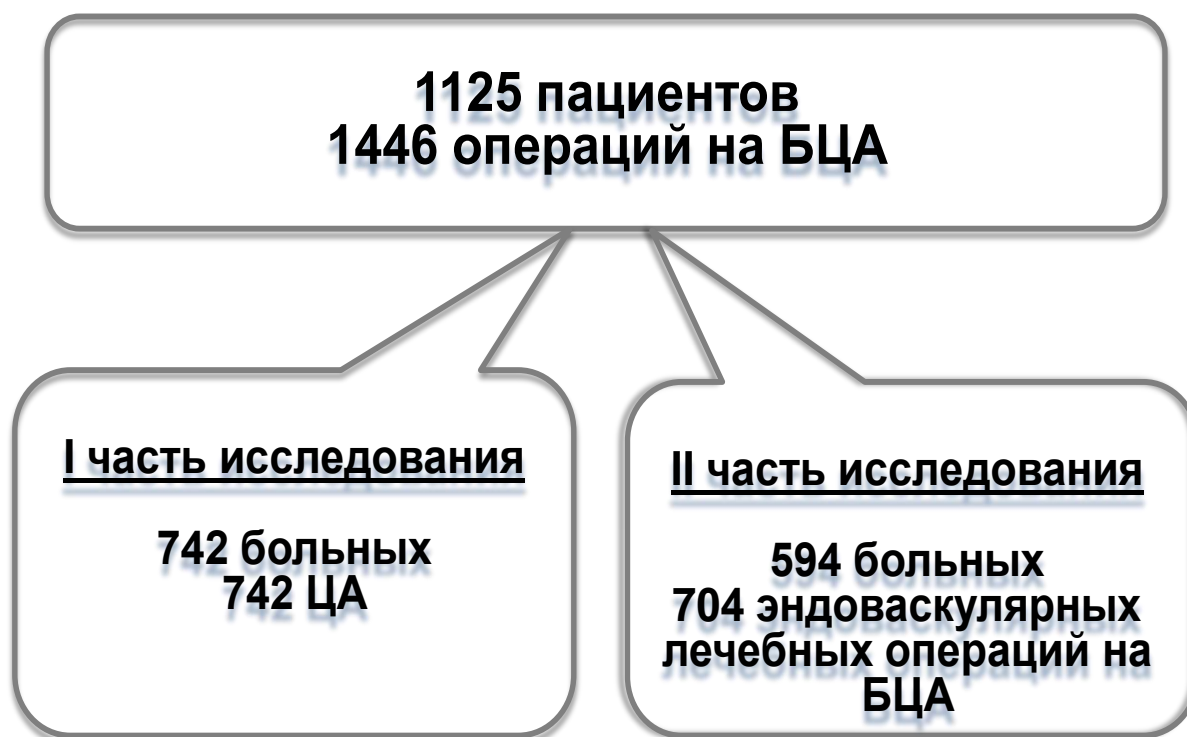 1125 пациентов
1446 операций на БЦА
I часть исследования
742 больных
742 ЦА
II часть исследования
594 больных
704 эндоваскулярных
лечебных операций на
БЦА